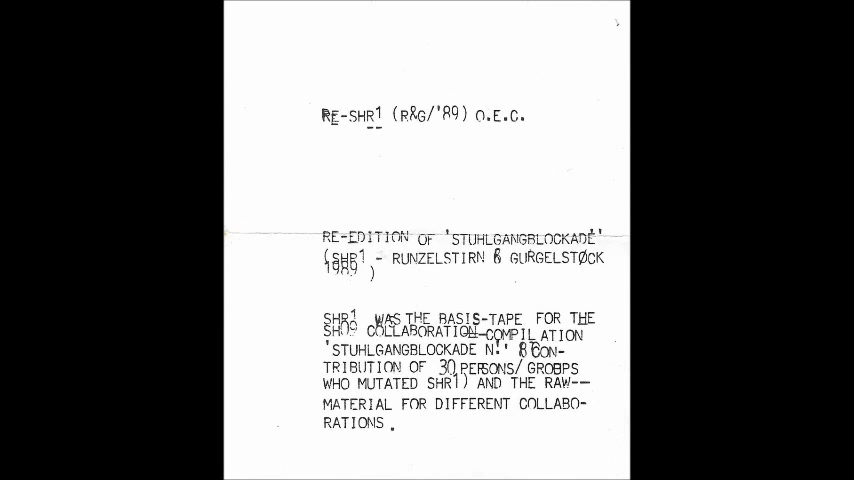 RE-SHR1 (R&G/'89) O.E.C.
RE-EDITION OF 'STUHLGANGBLOCKADE'
(SHR1 - RUNZELSTIRN & GURGELSTØCK
1989 )
SHR1 WAS THE BASIS-TAPE FOR THE
SH09 COLLABORATION-COMPILATION
'STUHLGANGBLOCKADE N!' CON-
TRIBUTION OF 30 PERSONS/ GROUPS
WHO MUTATED SHR1) AND THE RAW--
MATERIAL FOR DIFFERENT COLLABO-
RATIONS.